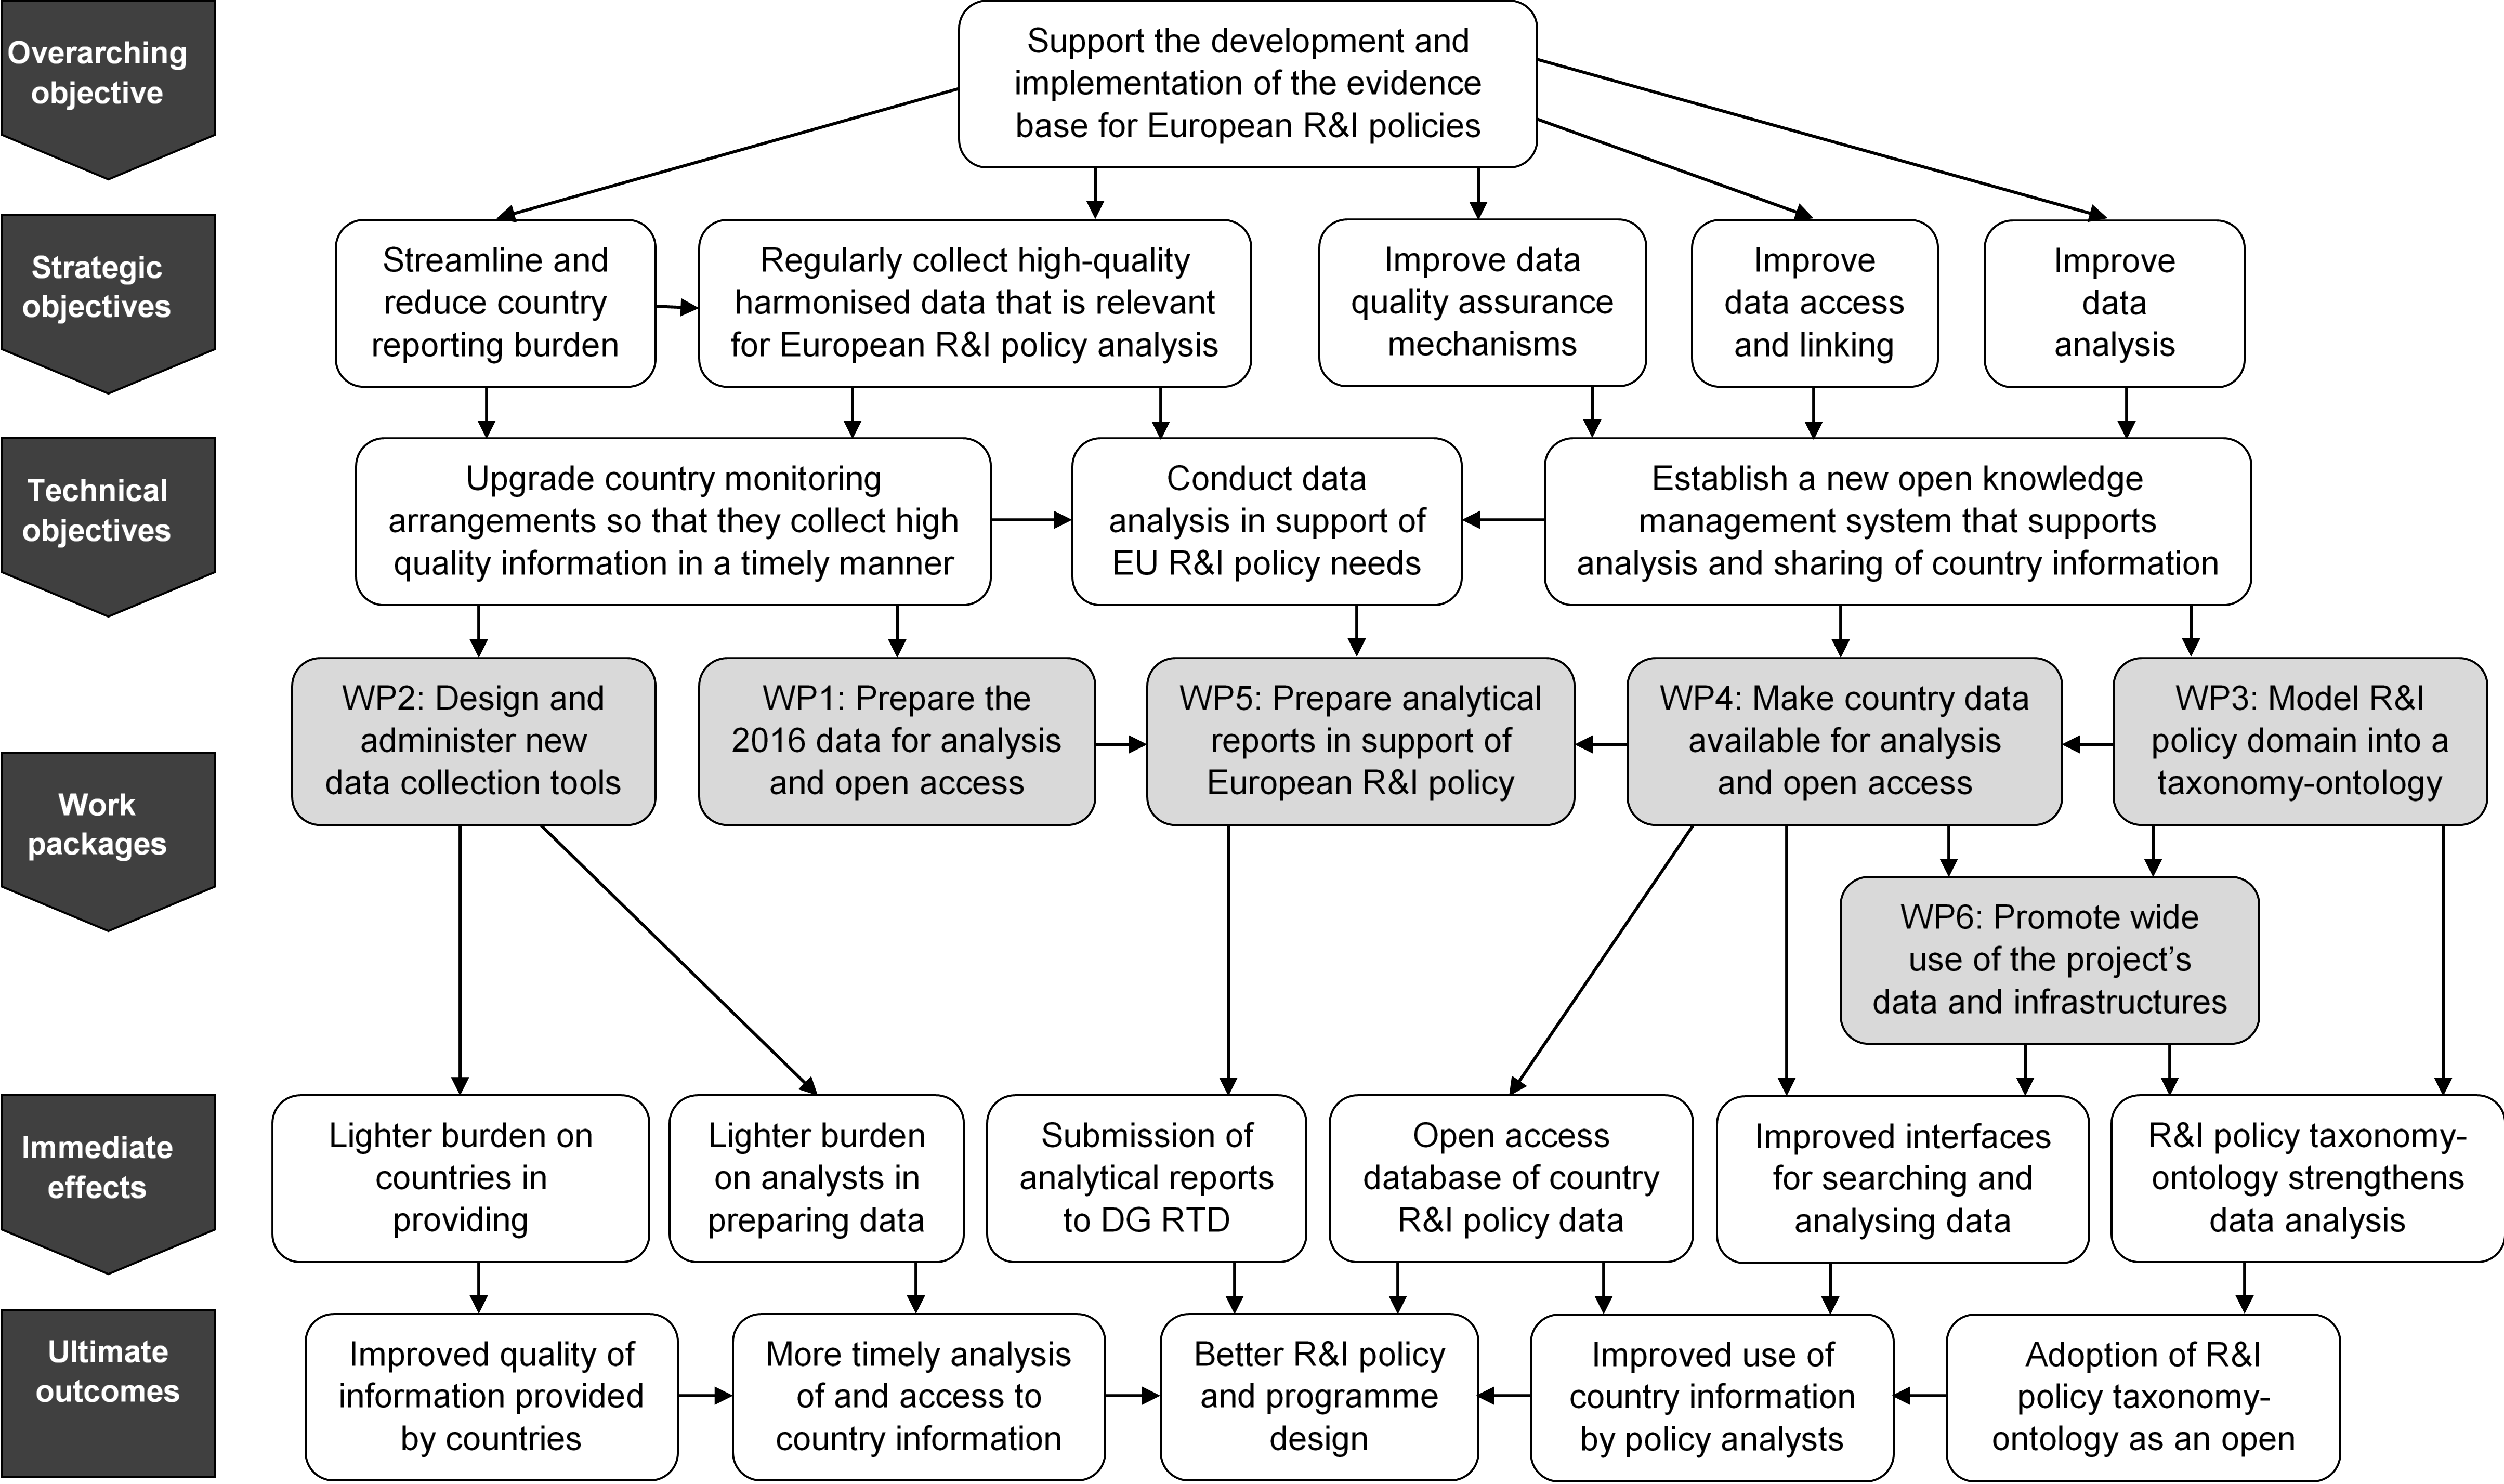 Overarching
objective
Support the development and
implementation of the evidence
base for European R&I policies
Strategic
objectives
Streamline and
reduce country
reporting burden
Regularly collect high-quality
harmonised data that is relevant
for European R&I policy analysis
Improve data
quality assurance
mechanisms
Improve
data access
and linking
Improve
data
analysis
Technical
objectives
Upgrade country monitoring
arrangements so that they collect high
quality information in a timely manner
Conduct data
analysis in support of
EU R&I policy needs
Establish a new open knowledge
management system that supports
analysis and sharing of country information
Work
packages
WP2: Design and
administer new
data collection tools
WP1: Prepare the
2016 data for analysis
and open access
WP5: Prepare analytical
reports in support of
European R&I policy
WP4: Make country data
available for analysis
and open access
WP3: Model R&I
policy domain into a
taxonomy-ontology
WP6: Promote wide
use of the project’s
data and infrastructures
Immediate
effects
Lighter burden on
countries in
providing
Lighter burden
on analysts in
preparing data
Submission of
analytical reports
to DG RTD
Open access
database of country
R&I policy data
Improved interfaces
for searching and
analysing data
R&I policy taxonomy-
ontology strengthens
data analysis
Ultimate
outcomes
Improved quality of
information provided
by countries
More timely analysis
of and access to
country information
Better R&I policy
and programme
design
Improved use of
country information
by policy analysts
Adoption of R&I
policy taxonomy-
ontology as an open